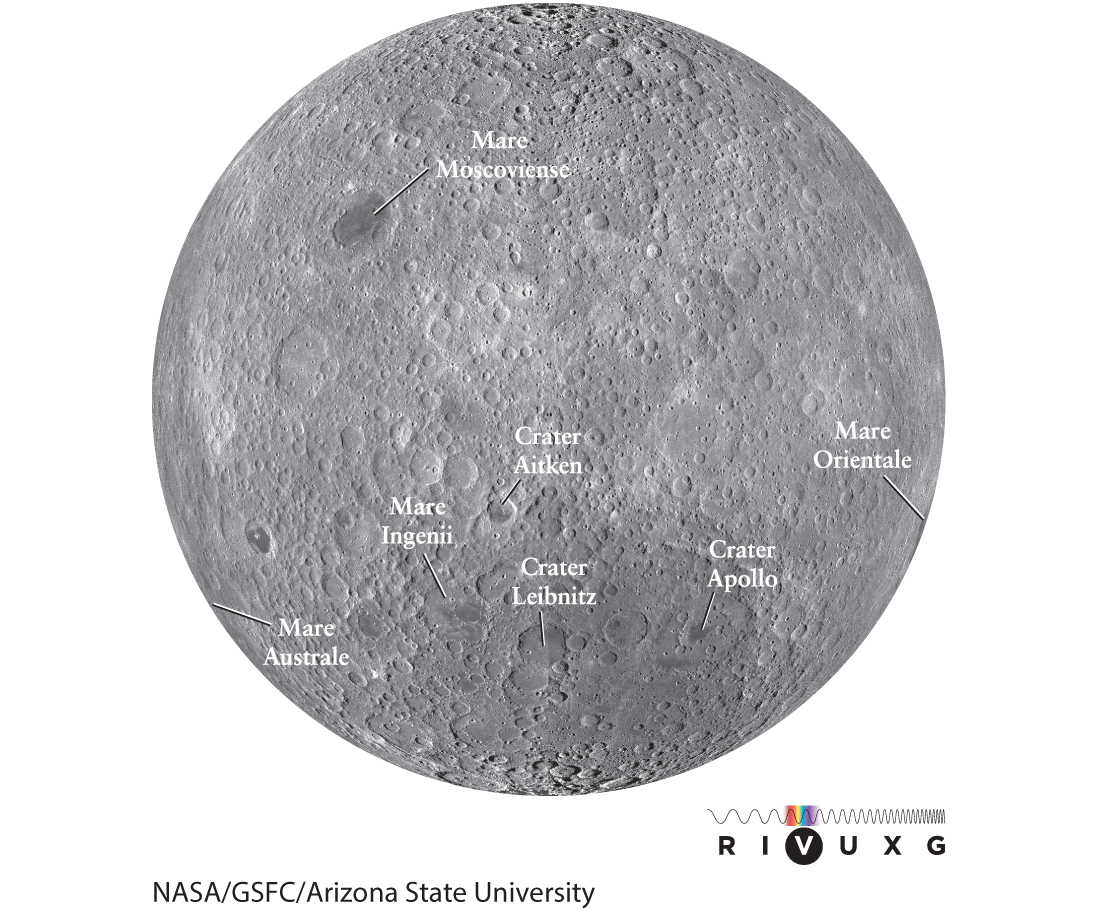 Mare
Moscoviense
Crater
Aitken
Mare
Orientale
Mare
Ingenii
Crater
Apollo
Crater
Leibnitz
Mare
Australe
R I V U X G
NASA/GSFC/Arizona State University